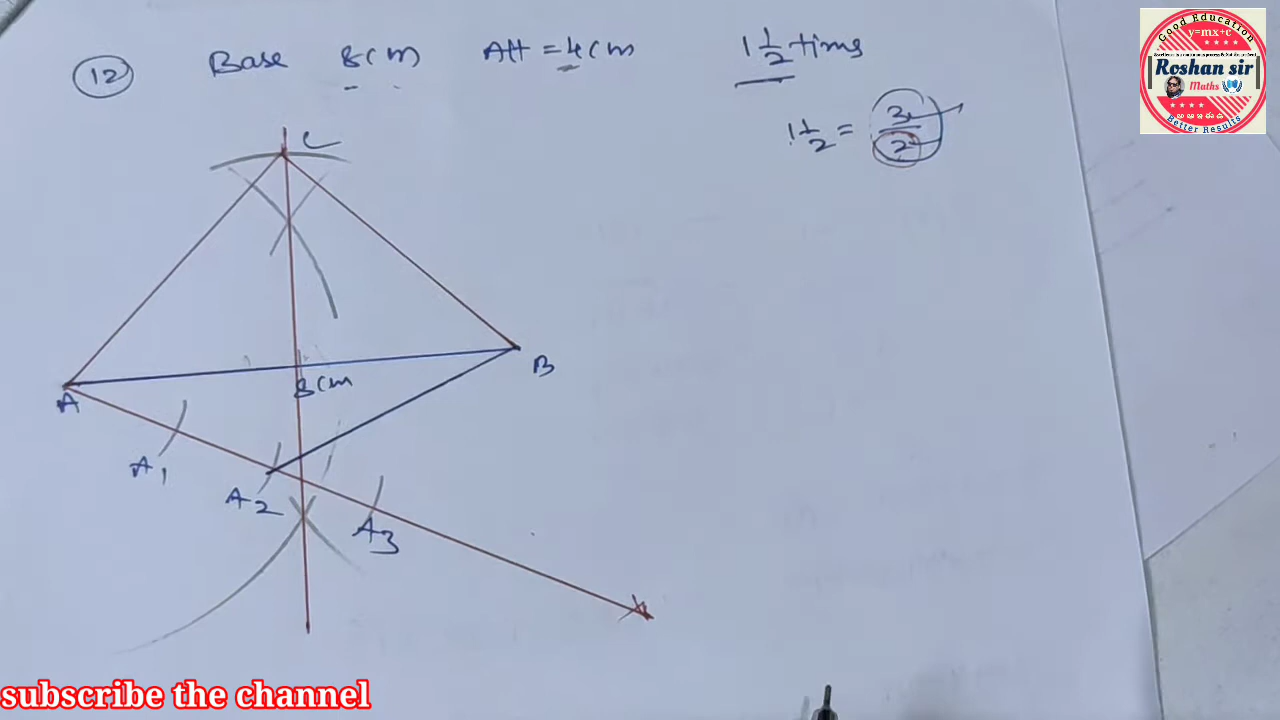 12 Base 8cm Alt = 4cm 1 1/2 times
1 1/2 = 3/2
C
8cm
A B
A1
A2
A3
Good Education
y=mx+c
Roshan sir
Maths
Better Results
subscribe the channel